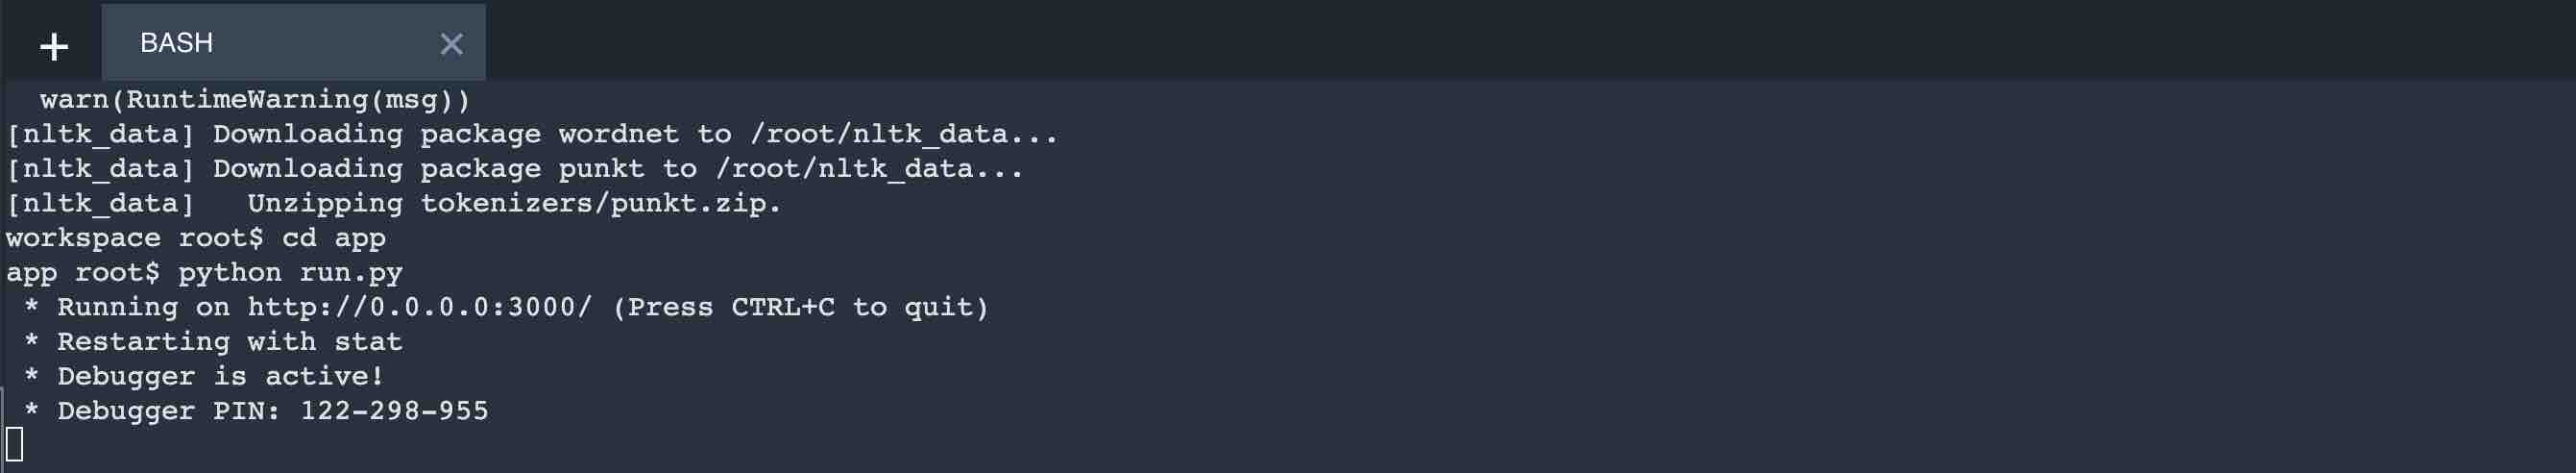 + BASH ×
warn(RuntimeWarning(msg))
[nltk_data] Downloading package wordnet to /root/nltk_data...
[nltk_data] Downloading package punkt to /root/nltk_data...
[nltk_data]   Unzipping tokenizers/punkt.zip.
workspace root$ cd app
app root$ python run.py
 * Running on http://0.0.0.0:3000/ (Press CTRL+C to quit)
 * Restarting with stat
 * Debugger is active!
 * Debugger PIN: 122-298-955